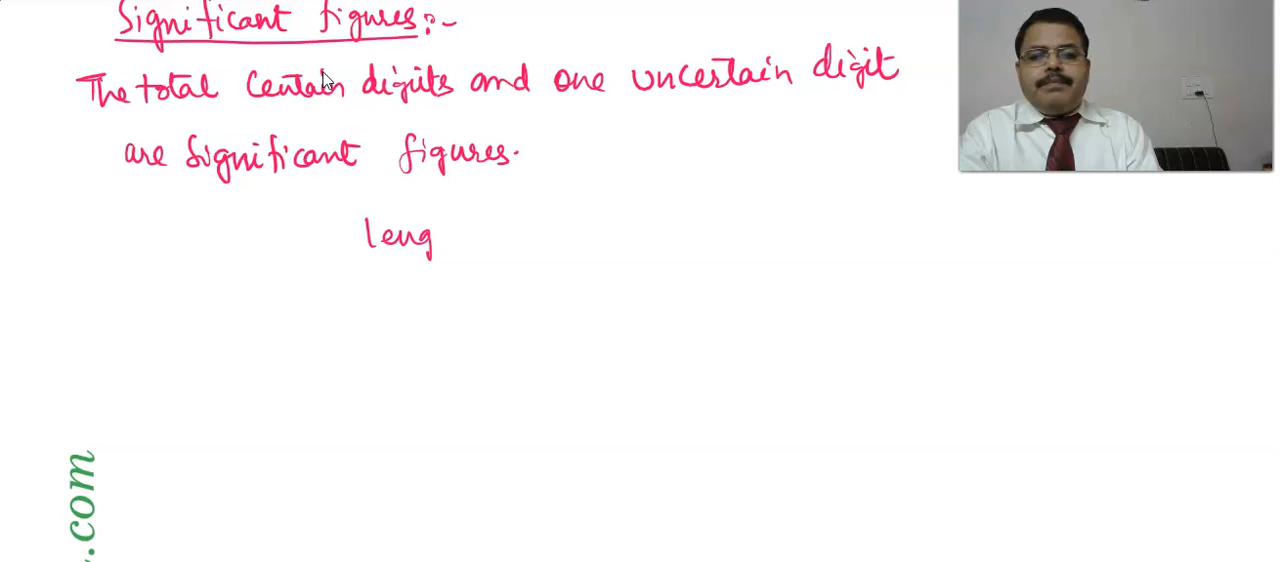 Significant figures:-
The total Certain digits and one uncertain digit
are Significant figures.
leng
.com